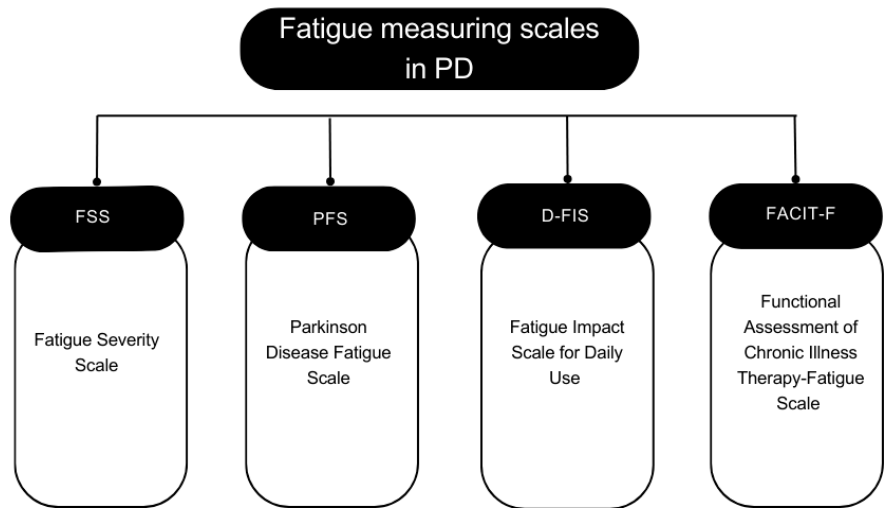 Fatigue measuring scales
in PD
FSS
PFS
D-FIS
FACIT-F
Fatigue Severity
Scale
Parkinson
Disease Fatigue
Scale
Fatigue Impact
Scale for Daily
Use
Functional
Assessment of
Chronic Illness
Therapy-Fatigue
Scale